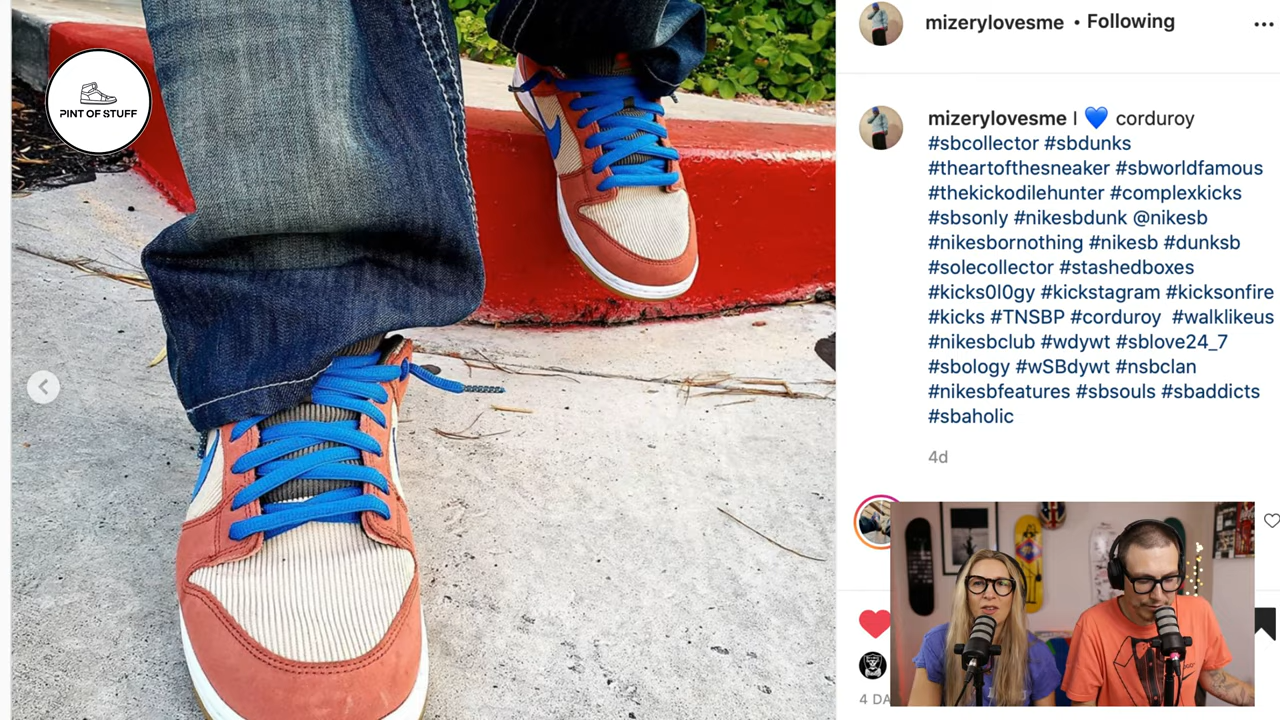 PINT OF STUFF
mizerylovesme • Following
mizerylovesme I 💙 corduroy
#sbcollector #sbdunks
#theartofthesneaker #sbworldfamous
#thekickodilehunter #complexkicks
#sbsonly #nikesbdunk @nikesb
#nikesbornothing #nikesb #dunksb
#solecollector #stashedboxes
#kicks0l0gy #kickstagram #kicksonfire
#kicks #TNSBP #corduroy #walklikeus
#nikesbclub #wdywt #sblove24_7
#sbology #wSBdywt #nsbclan
#nikesbfeatures #sbsouls #sbaddicts
#sbaholic
4d
4 DA